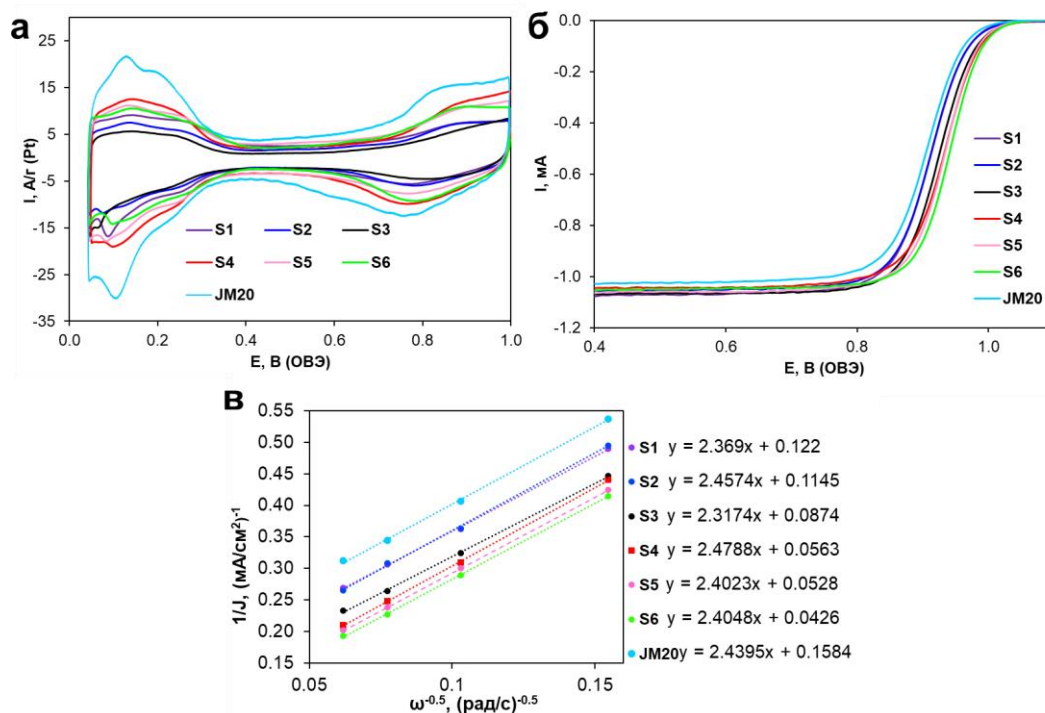 а
I, А/г (Pt)
25
15
5
-5
-15
-25
-35
0.0 0.2 0.4 0.6 0.8 1.0
E, В (ОВЭ)
S1 S2 S3
S4 S5 S6
JM20
б
I, мА
0.0
-0.2
-0.4
-0.6
-0.8
-1.0
-1.2
0.4 0.6 0.8 1.0
E, В (ОВЭ)
S1
S2
S3
S4
S5
S6
JM20
в
1/J, (мА/см²)⁻¹
0.55
0.50
0.45
0.40
0.35
0.30
0.25
0.20
0.15
0.05 0.1 0.15
ω⁻⁰·⁵, (рад/с)⁻⁰·⁵
S1 y = 2.369x + 0.122
S2 y = 2.4574x + 0.1145
S3 y = 2.3174x + 0.0874
S4 y = 2.4788x + 0.0563
S5 y = 2.4023x + 0.0528
S6 y = 2.4048x + 0.0426
JM20 y = 2.4395x + 0.1584